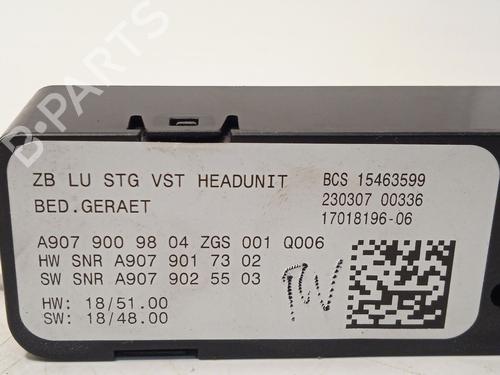 ZB LU STG VST HEADUNIT
BED.GERAET
BCS 15463599
230307 00336
17018196-06
A907 900 98 04 ZGS 001 Q006
HW SNR A907 901 73 02
SW SNR A907 902 55 03
HW: 18/51.00
SW: 18/48.00